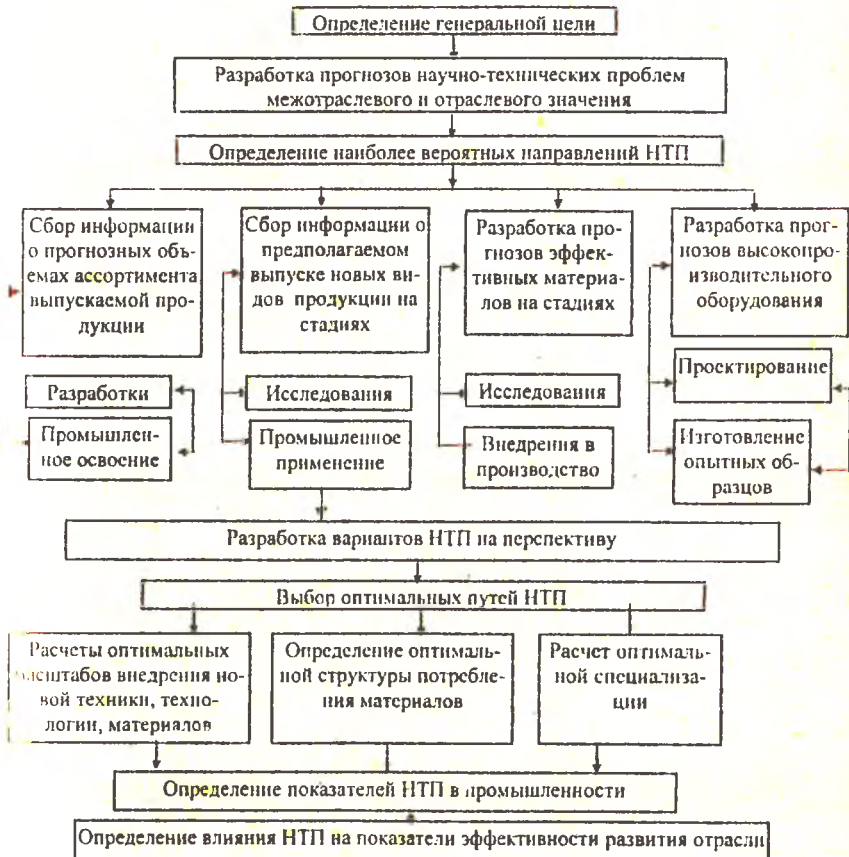 Определение генеральной цели
Разработка прогнозов научно-технических проблем
межотраслевого и отраслевого значения
Определение наиболее вероятных направлений НТП
Сбор информации
о прогнозных объ-
емах ассортимента
выпускаемой про-
дукции
Сбор информации о
предполагаемом
выпуске новых ви-
дов продукции на
стадиях
Разработка про-
гнозов эффек-
тивных материа-
лов на стадиях
Разработка прог-
нозов высокопро-
изводительного
оборудования
Разработки
Промышлен-
ное освоение
Исследования
Промышленное
применение
Исследования
Внедрения в
производство
Проектирование
Изготовление
опытных об-
разцов
Разработка вариантов НТП на перспективу
Выбор оптимальных путей НТП
Расчеты оптимальных
масштабов внедрения но-
вой техники, техно-
логии, материалов
Определение оптималь-
ной структуры потребле-
ния материалов
Расчет оптималь-
ной специализа-
ции
Определение показателей НТП в промышленности
Определение влияния НТП на показатели эффективности развития отрасли